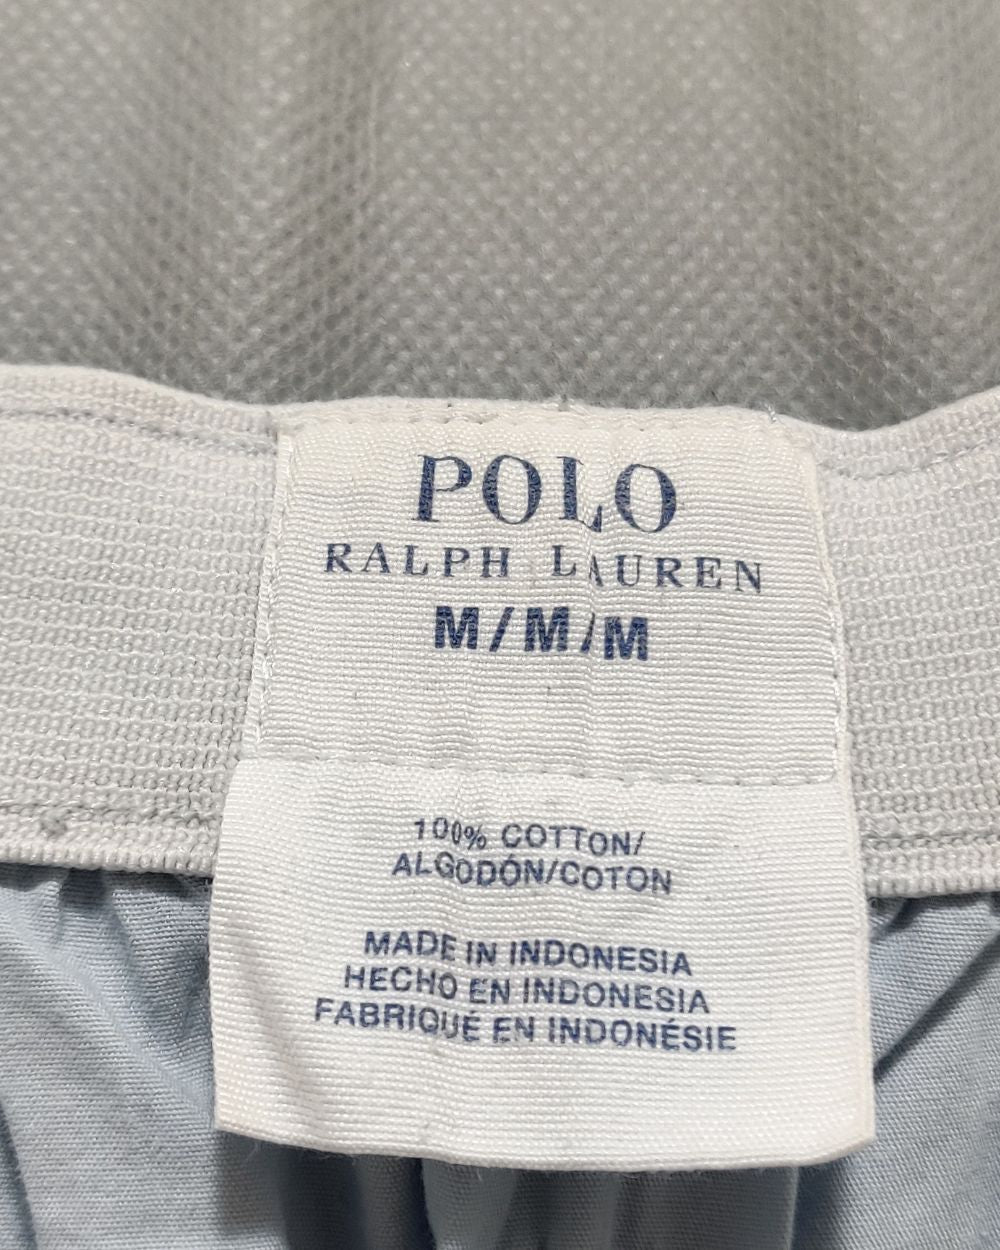 POLO
RALPH LAUREN
M/M/M
100% COTTON/
ALGODÓN/COTON
MADE IN INDONESIA
HECHO EN INDONESIA
FABRIQUÉ EN INDONÉSIE